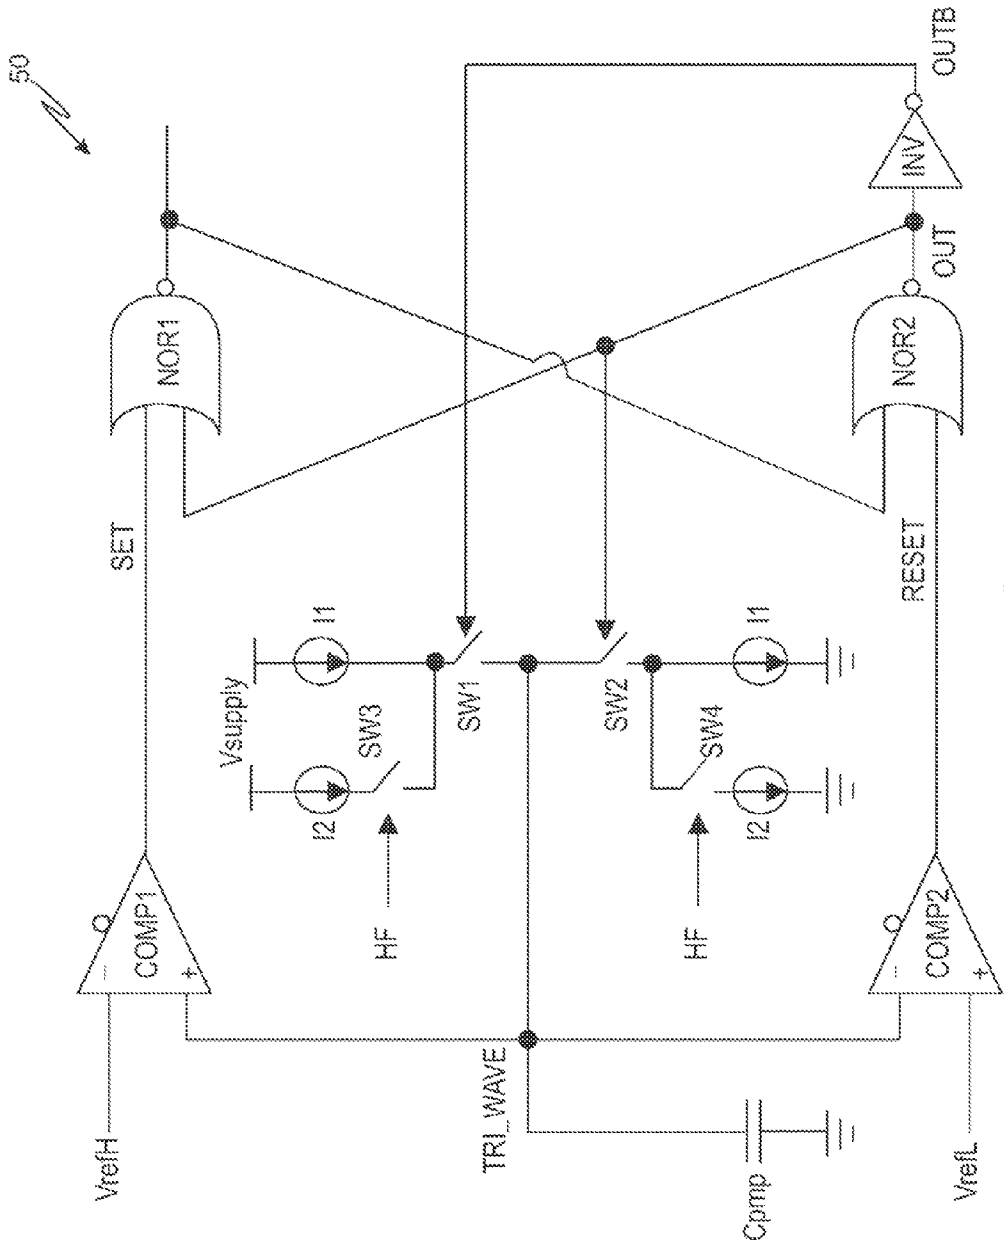 50
VrefH
COMP1
-
+
SET
NOR1
Vsupply
I2
I1
HF
SW3
SW1
TRI_WAVE
SW2
HF
SW4
I2
I1
Cpmp
VrefL
COMP2
-
+
RESET
NOR2
OUT
INV
OUTB